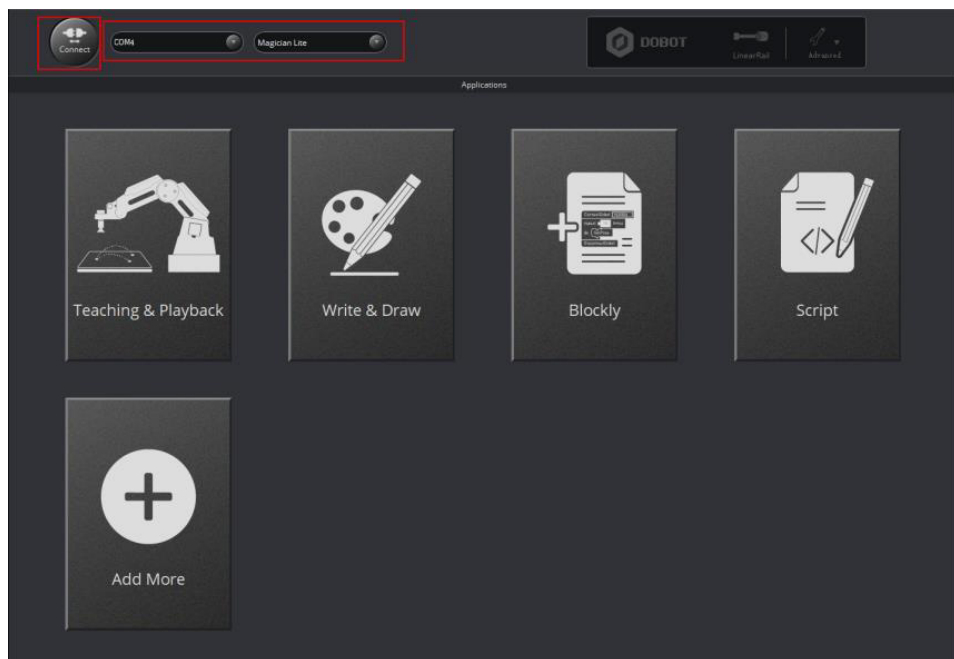 Connect
COM4
Magician Lite
DOBOT
LinearRail
Advanced
Applications
Teaching & Playback
Write & Draw
Blockly
Script
Add More